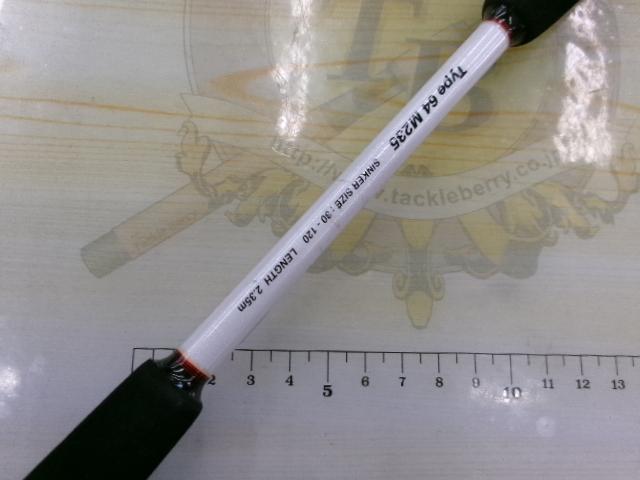 Type 64 M235
SINKER SIZE : 30 - 120 LENGTH 2.35m
TB
www.tackleberry.co.jp
2 3 4 5 6 7 8 9 10 11 12 13